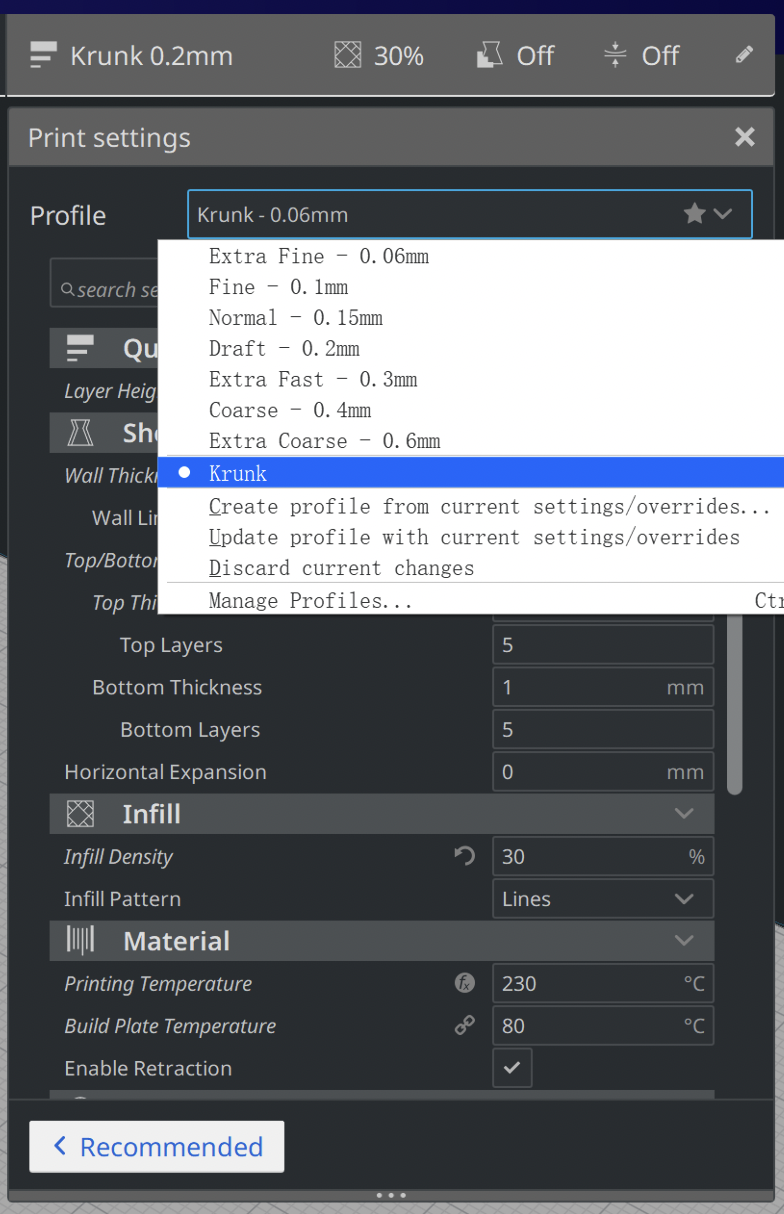 Krunk 0.2mm 30% Off Off
Print settings
Profile Krunk - 0.06mm
Extra Fine - 0.06mm
search se
Fine - 0.1mm
Normal - 0.15mm
Qu
Draft - 0.2mm
Layer Heig
Extra Fast - 0.3mm
Coarse - 0.4mm
She
Extra Coarse - 0.6mm
Wall Thick
Krunk
Wall Li
Create profile from current settings/overrides...
Update profile with current settings/overrides
Top/Botto
Discard current changes
Top Thi
Manage Profiles... Ctr
Top Layers 5
Bottom Thickness 1 mm
Bottom Layers 5
Horizontal Expansion 0 mm
Infill
Infill Density 30 %
Infill Pattern Lines
Material
Printing Temperature fx 230 °C
Build Plate Temperature 80 °C
Enable Retraction
Recommended